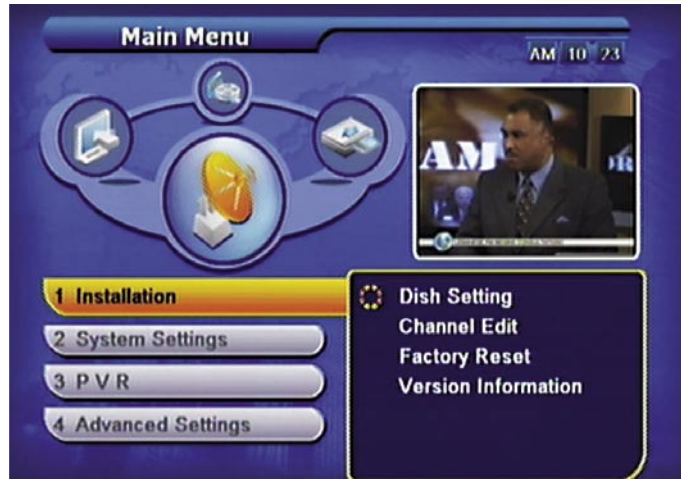 Main Menu
AM 10 23
AM
1 Installation
2 System Settings
3 P V R
4 Advanced Settings
Dish Setting
Channel Edit
Factory Reset
Version Information